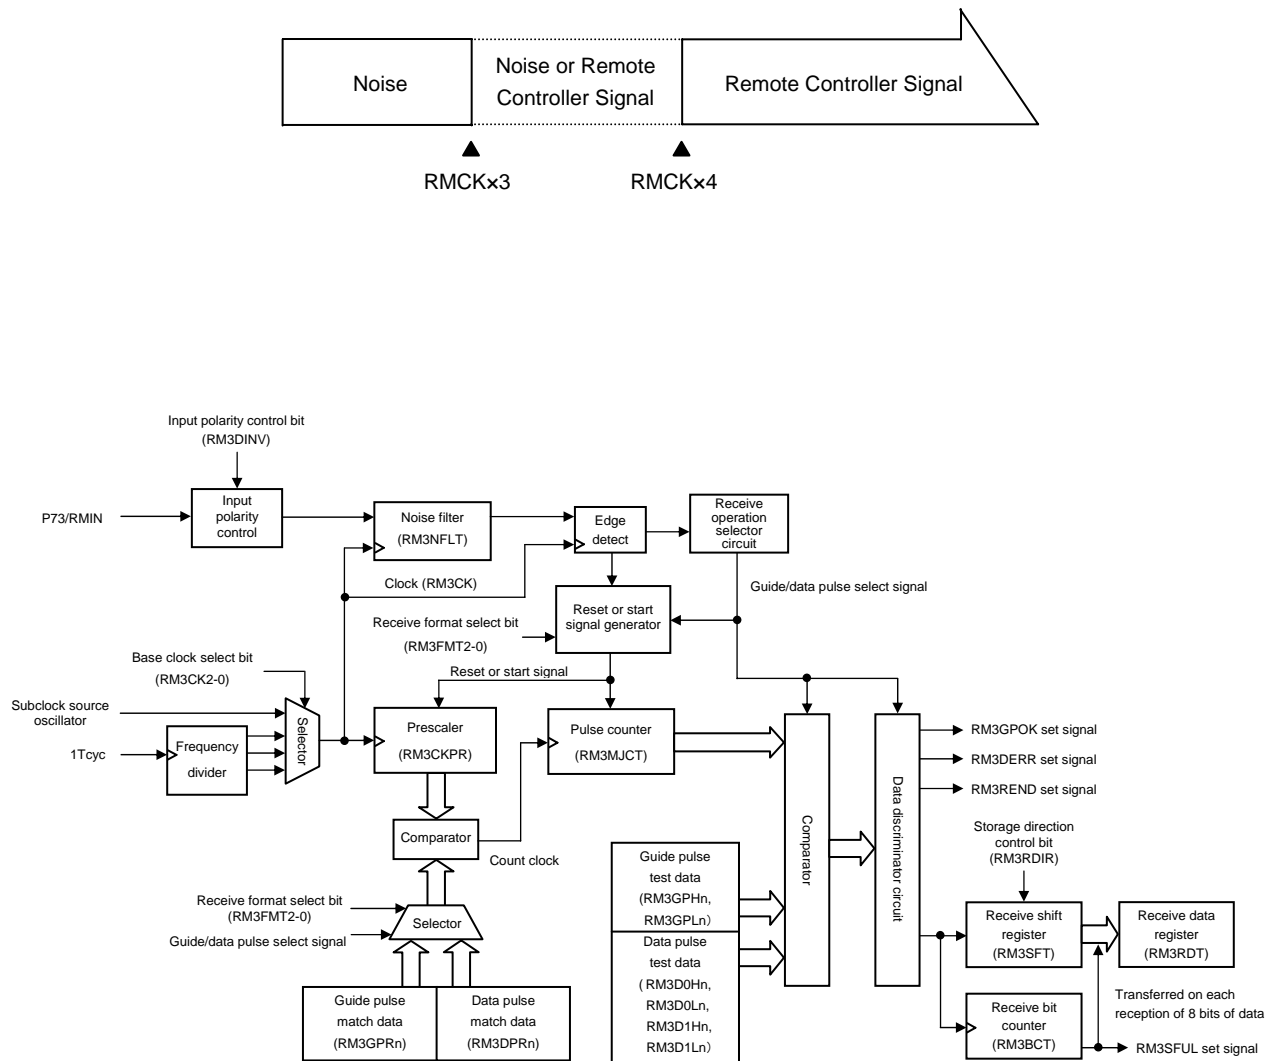 Noise
Noise or Remote
Controller Signal
Remote Controller Signal
RMCK×3
RMCK×4
Input polarity control bit
(RM3DINV)
P73/RMIN
Input
polarity
control
Noise filter
(RM3NFLT)
Edge
detect
Receive
operation
selector
circuit
Clock (RM3CK)
Guide/data pulse select signal
Reset or start
signal generator
Receive format select bit
(RM3FMT2-0)
Base clock select bit
(RM3CK2-0)
Reset or start signal
Subclock source
oscillator
1Tcyc
Frequency
divider
Selector
Prescaler
(RM3CKPR)
Pulse counter
(RM3MJCT)
Comparator
Data discriminator circuit
RM3GPOK set signal
RM3DERR set signal
RM3REND set signal
Comparator
Count clock
Storage direction
control bit
(RM3RDIR)
Guide pulse
test data
(RM3GPHn,
RM3GPLn)
Data pulse
test data
(RM3D0Hn,
RM3D0Ln,
RM3D1Hn,
RM3D1Ln)
Receive format select bit
(RM3FMT2-0)
Guide/data pulse select signal
Selector
Receive shift
register
(RM3SFT)
Receive data
register
(RM3RDT)
Guide pulse
match data
(RM3GPRn)
Data pulse
match data
(RM3DPRn)
Receive bit
counter
(RM3BCT)
Transferred on each
reception of 8 bits of data
RM3SFUL set signal